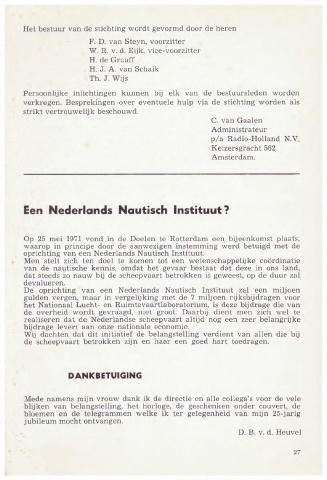 Het bestuur van de stichting wordt gevormd door de heren
F. D. van Steyn, voorzitter
W. R. v. d. Eijk, vice-voorzitter
H. de Graaff
H. J. A. van Schaik
Th. J. Wijs
Persoonlijke inlichtingen kunnen bij elk van de bestuursleden worden
verkregen. Besprekingen over eventuele hulp via de stichting worden als
strikt vertrouwelijk beschouwd.
C. van Gaalen
Administrateur
p/a Radio-Holland N.V.
Keizersgracht 562
Amsterdam.
Een Nederlands Nautisch Instituut?
Op 25 mei 1971 vond in de Doelen te Rotterdam een bijeenkomst plaats,
waarop in principe door de aanwezigen instemming werd betuigd met de
oprichting van een Nederlands Nautisch Instituut.
Men stelt zich ten doel te komen tot een wetenschappelijke coördinatie
van de nautische kennis, omdat het gevaar bestaat dat deze in ons land,
dat steeds zo nauw bij de scheepvaart betrokken is geweest, op de duur zal
devalueren.
De oprichting van een Nederlands Nautisch Instituut zal een miljoen
gulden vergen, maar in vergelijking met de 7 miljoen rijksbijdragen voor
het Nationaal Lucht- en Ruimtevaartlaboratorium, is deze bijdrage die van
de overheid wordt gevraagd, niet groot. Daarbij dient men zich wel te
realiseren dat de Nederlandse scheepvaart altijd nog een zeer belangrijke
bijdrage levert aan onze nationale economie.
Wij dachten dat dit initiatief de belangstelling verdient van allen die bij
de scheepvaart betrokken zijn en haar een goed hart toedragen.
DANKBETUIGING
Mede namens mijn vrouw dank ik de directie en alle collega's voor de vele
blijken van belangstelling, het horloge, de geschenken onder couvert, de
bloemen en de telegrammen welke ik ter gelegenheid van mijn 25-jarig
jubileum mocht ontvangen.
D. B. v. d. Heuvel
27